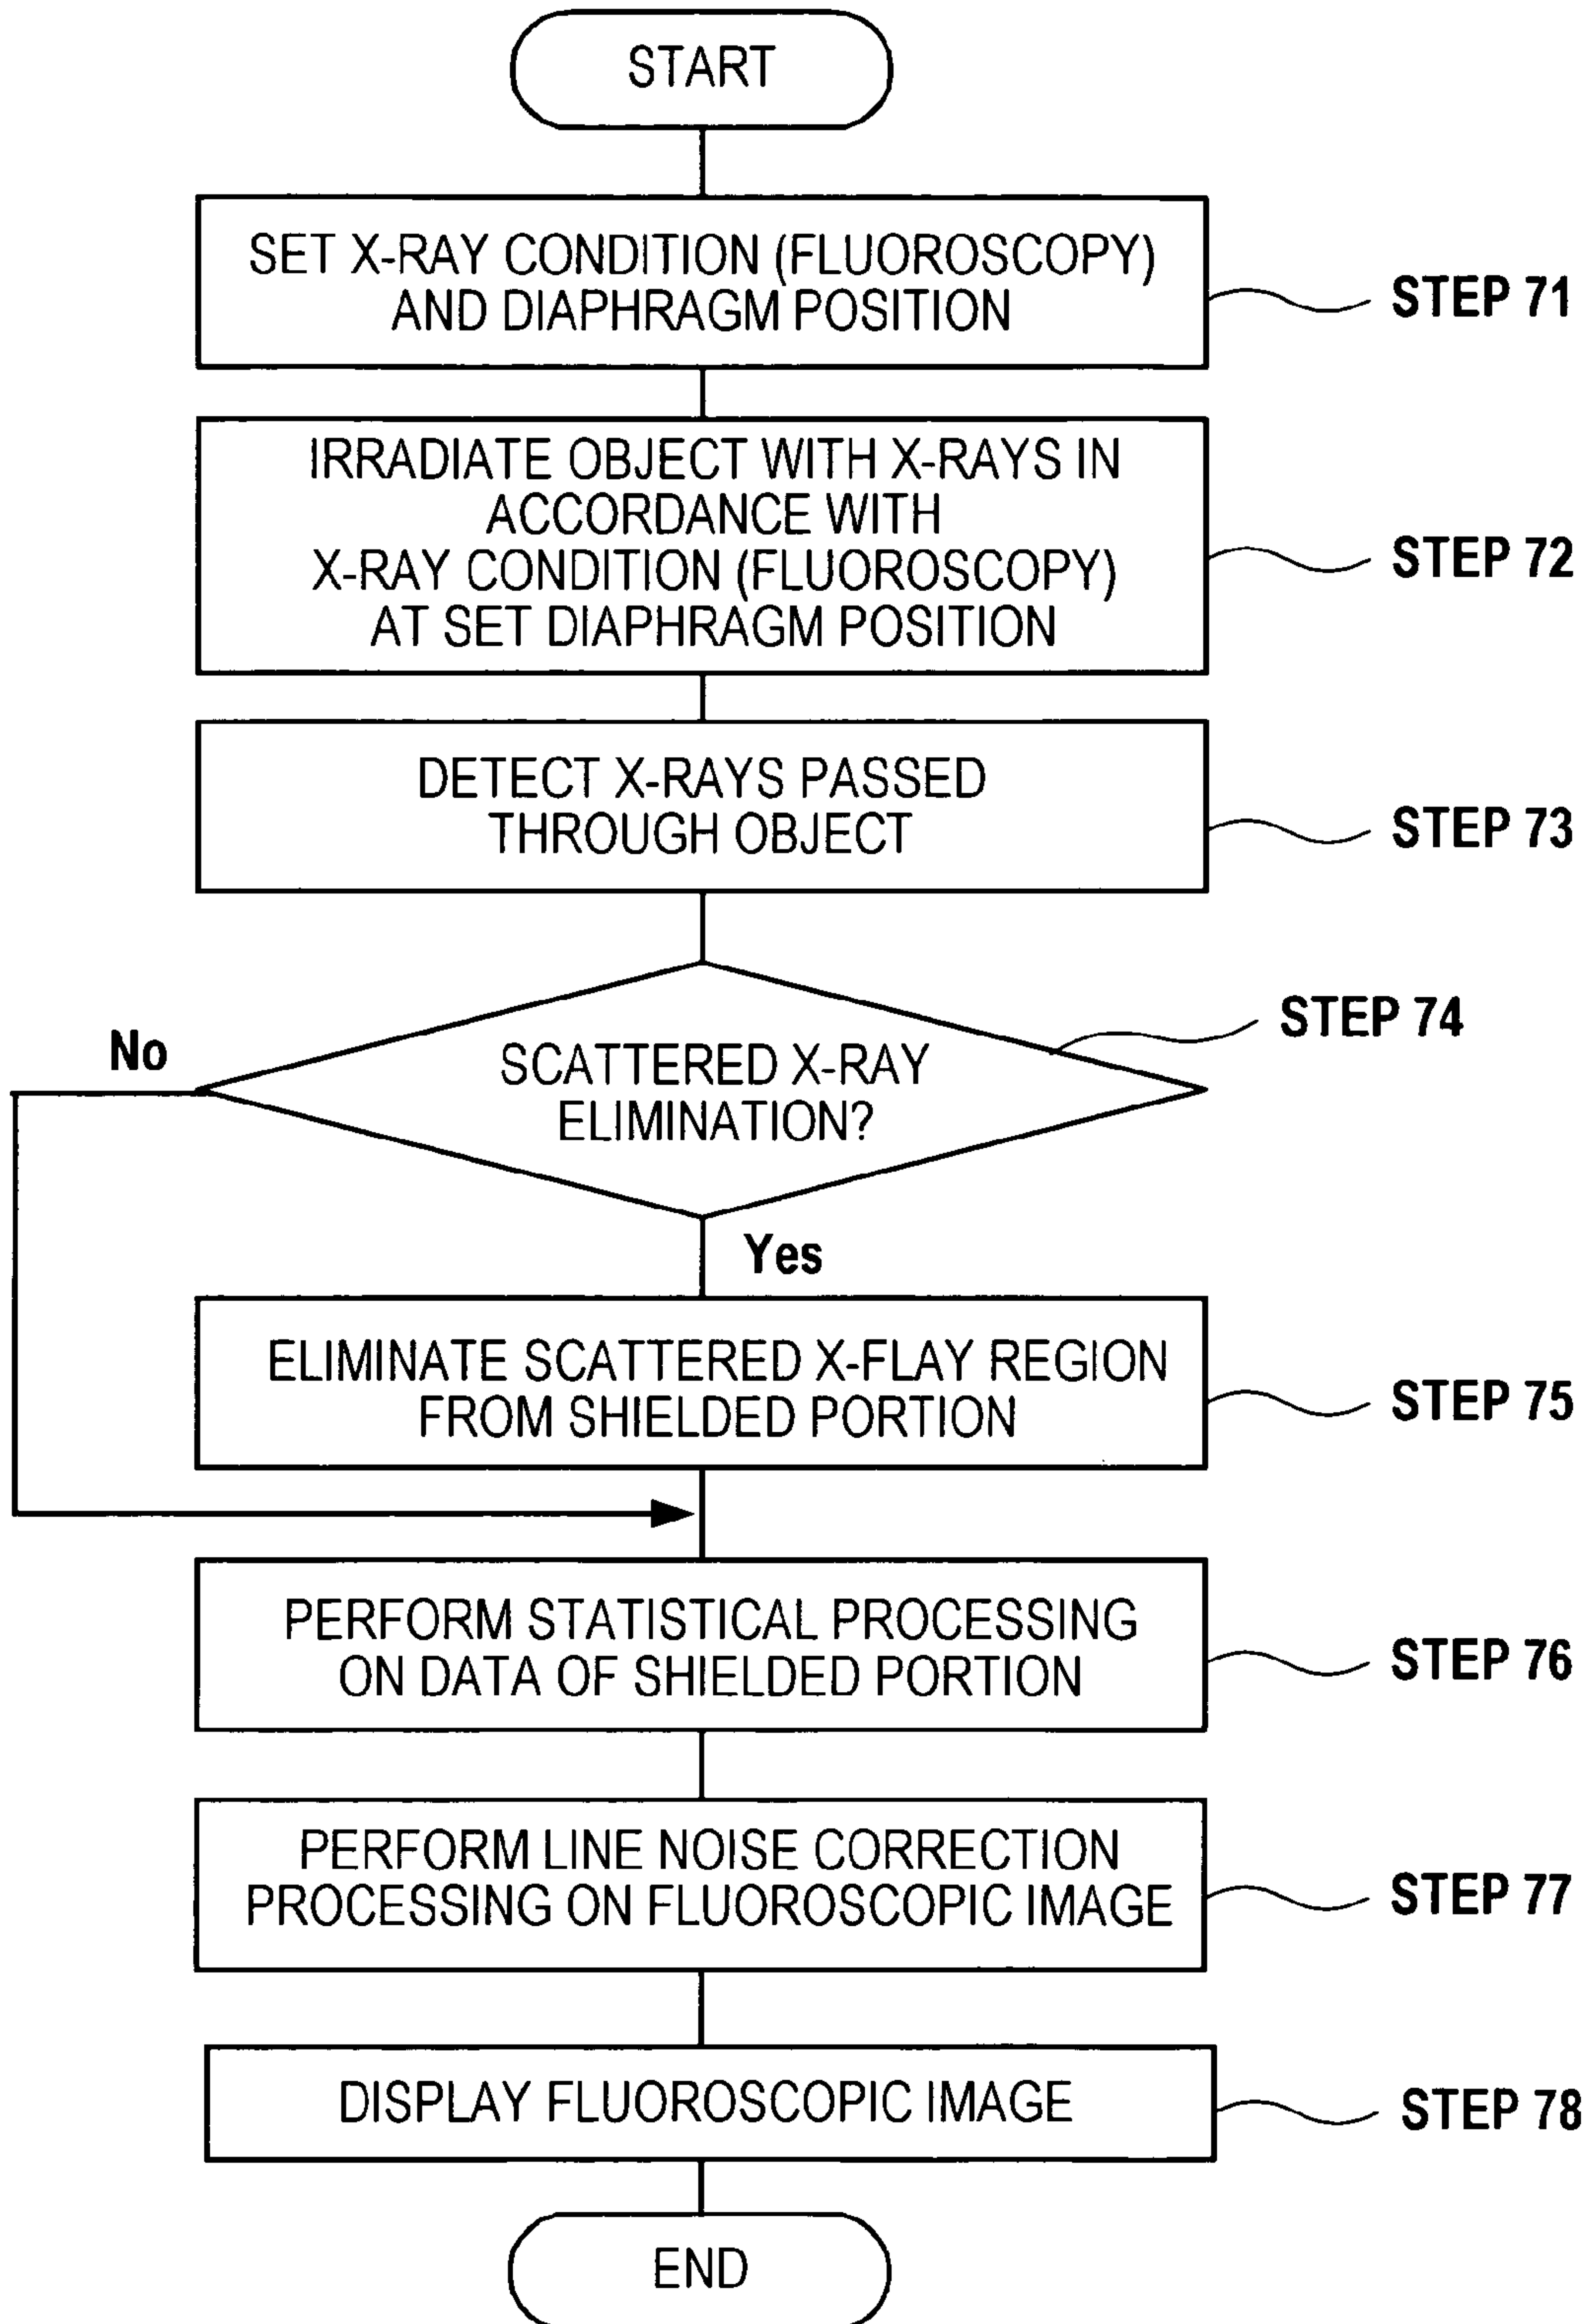 START
SET X-RAY CONDITION (FLUOROSCOPY)
AND DIAPHRAGM POSITION
STEP 71
IRRADIATE OBJECT WITH X-RAYS IN
ACCORDANCE WITH
X-RAY CONDITION (FLUOROSCOPY)
AT SET DIAPHRAGM POSITION
STEP 72
DETECT X-RAYS PASSED
THROUGH OBJECT
STEP 73
STEP 74
No
SCATTERED X-RAY
ELIMINATION?
Yes
ELIMINATE SCATTERED X-FLAY REGION
FROM SHIELDED PORTION
STEP 75
PERFORM STATISTICAL PROCESSING
ON DATA OF SHIELDED PORTION
STEP 76
PERFORM LINE NOISE CORRECTION
PROCESSING ON FLUOROSCOPIC IMAGE
STEP 77
DISPLAY FLUOROSCOPIC IMAGE
STEP 78
END